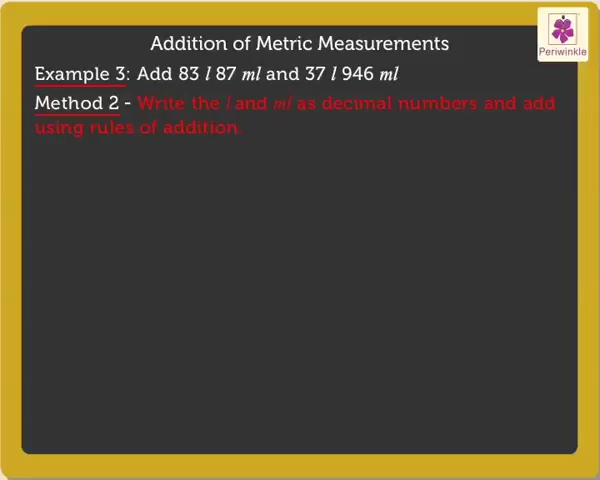 Addition of Metric Measurements
Periwinkle
Example 3: Add 83 l 87 ml and 37 l 946 ml
Method 2 - Write the l and ml as decimal numbers and add
using rules of addition.